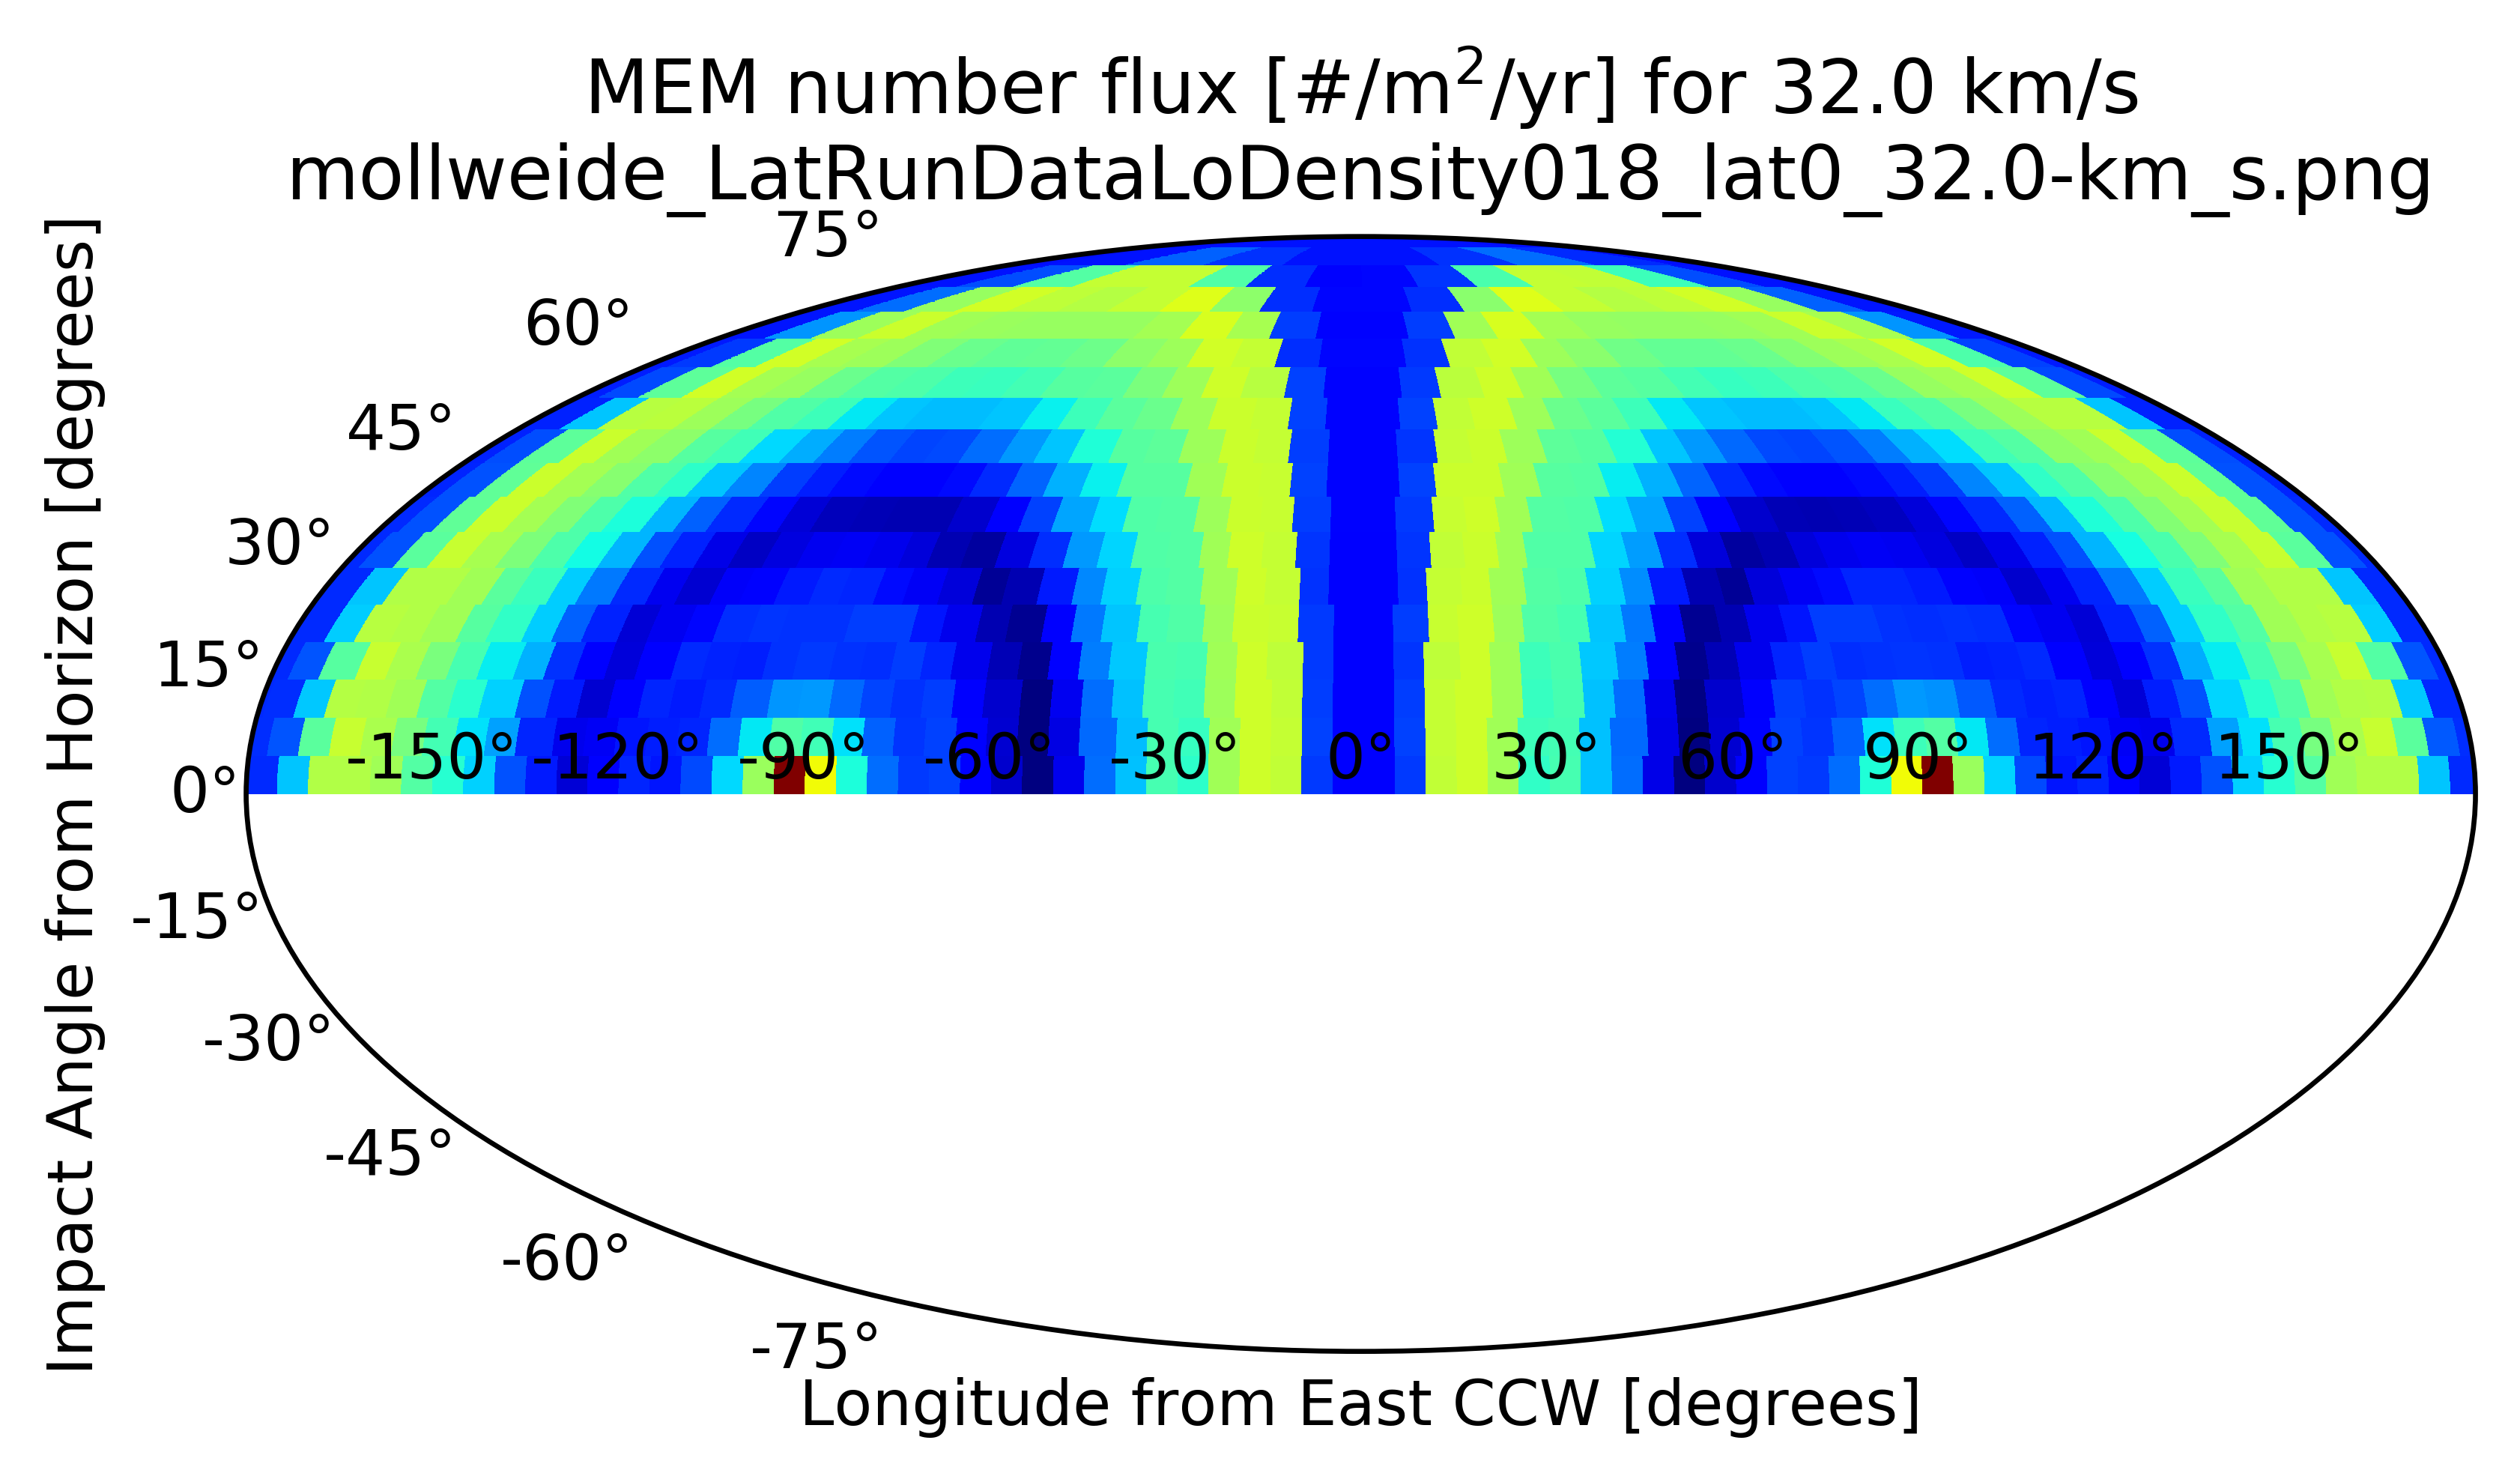 MEM number flux [#/m²/yr] for 32.0 km/s
mollweide_LatRunDataLoDensity018_lat0_32.0-km_s.png
75°
60°
45°
30°
15°
0°
-15°
-30°
-45°
-60°
-75°
-150° -120° -90° -60° -30° 0° 30° 60° 90° 120° 150°
Impact Angle from Horizon [degrees]
Longitude from East CCW [degrees]